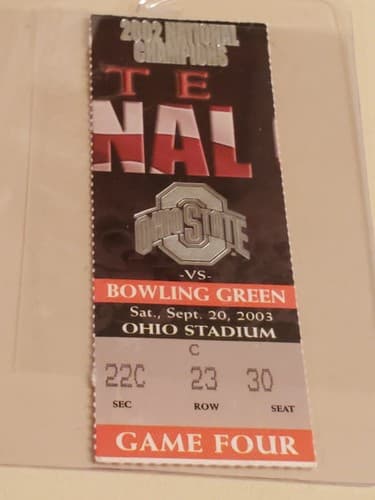 2002 NATIONAL
CHAMPIONS
TE
NAL
OHIO STATE
-VS-
BOWLING GREEN
Sat., Sept. 20, 2003
OHIO STADIUM
C
22C 23 30
SEC ROW SEAT
GAME FOUR